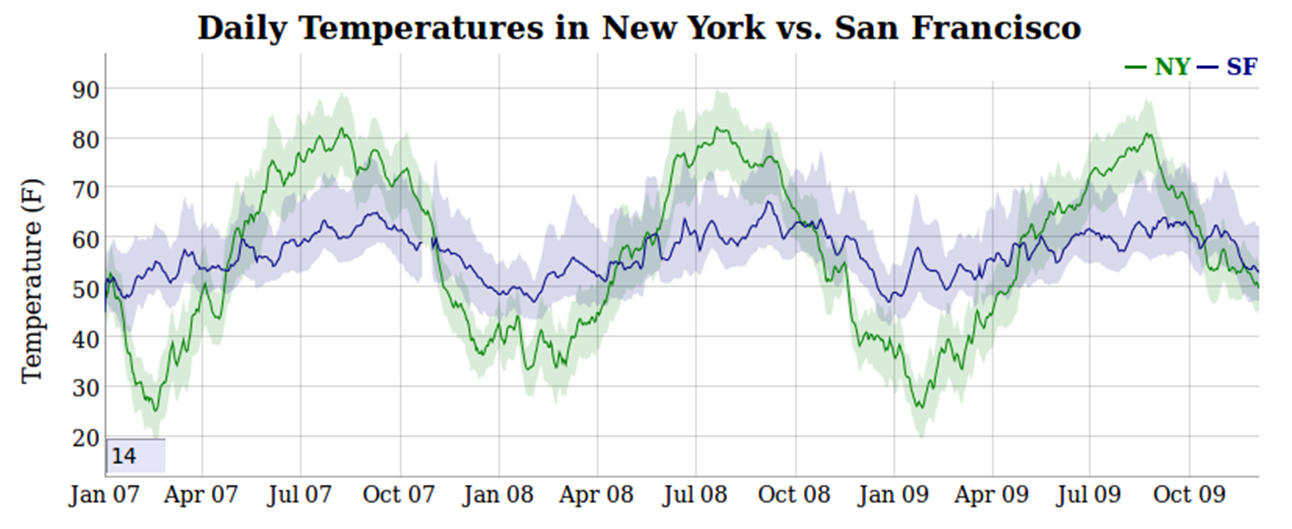 Daily Temperatures in New York vs. San Francisco
— NY — SF
Temperature (F)
90
80
70
60
50
40
30
20
14
Jan 07 Apr 07 Jul 07 Oct 07 Jan 08 Apr 08 Jul 08 Oct 08 Jan 09 Apr 09 Jul 09 Oct 09